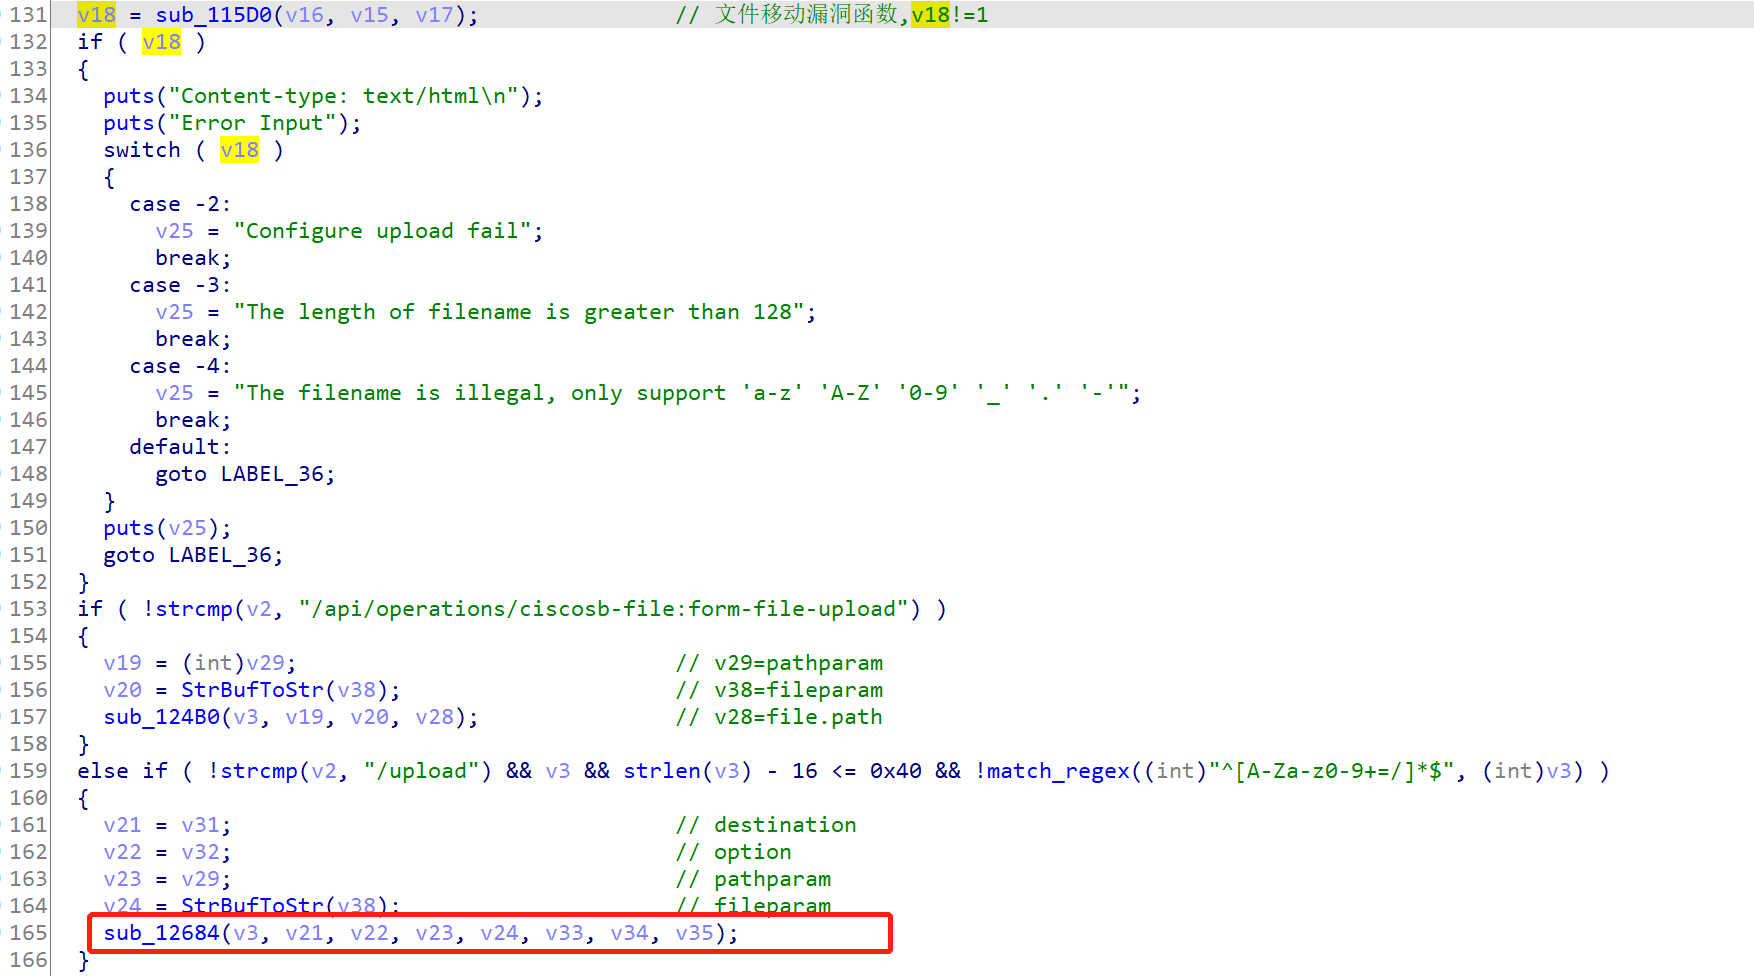 131 v18 = sub_115D0(v16, v15, v17); // 文件移动漏洞函数,v18!=1
132 if ( v18 )
133 {
134 puts("Content-type: text/html\n");
135 puts("Error Input");
136 switch ( v18 )
137 {
138 case -2:
139 v25 = "Configure upload fail";
140 break;
141 case -3:
142 v25 = "The length of filename is greater than 128";
143 break;
144 case -4:
145 v25 = "The filename is illegal, only support 'a-z' 'A-Z' '0-9' '_' '.' '-'";
146 break;
147 default:
148 goto LABEL_36;
149 }
150 puts(v25);
151 goto LABEL_36;
152 }
153 if ( !strcmp(v2, "/api/operations/ciscosb-file:form-file-upload") )
154 {
155 v19 = (int)v29; // v29=pathparam
156 v20 = StrBufToStr(v38); // v38=fileparam
157 sub_124B0(v3, v19, v20, v28); // v28=file.path
158 }
159 else if ( !strcmp(v2, "/upload") && v3 && strlen(v3) - 16 <= 0x40 && !match_regex((int)"^[A-Za-z0-9+=/]*$", (int)v3) )
160 {
161 v21 = v31; // destination
162 v22 = v32; // option
163 v23 = v29; // pathparam
164 v24 = StrBufToStr(v38); // fileparam
165 sub_12684(v3, v21, v22, v23, v24, v33, v34, v35);
166 }